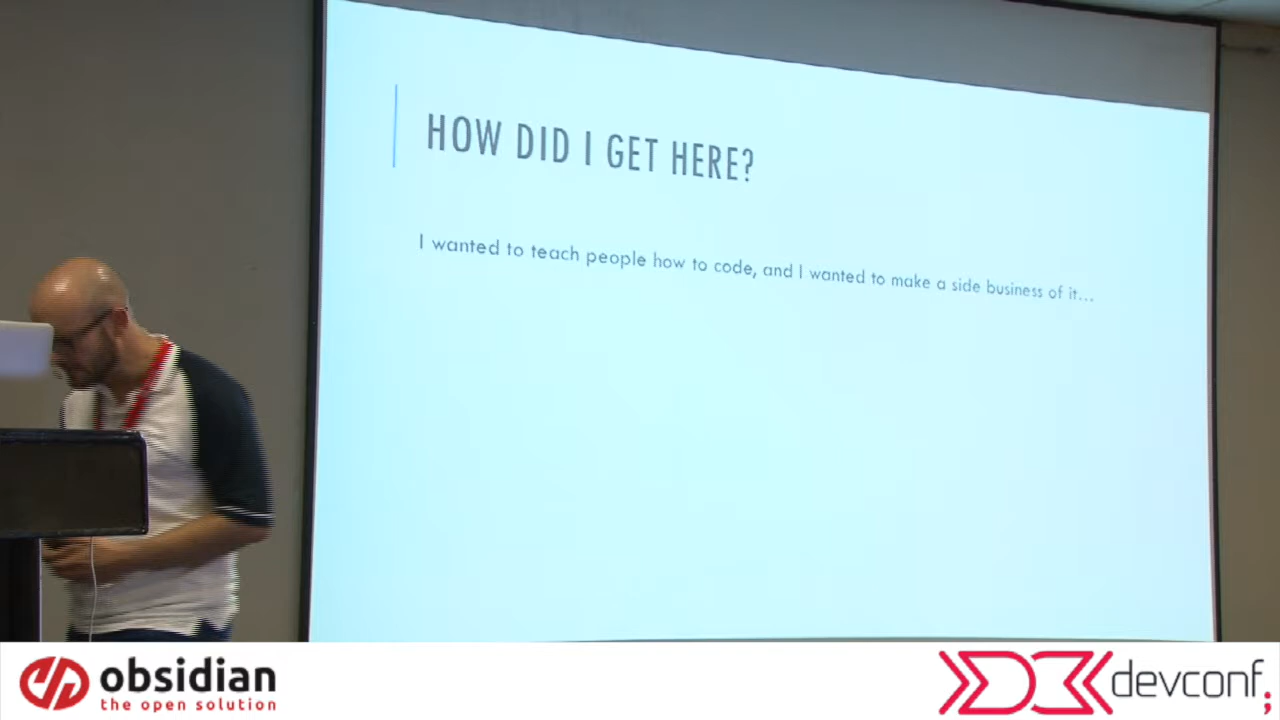 HOW DID I GET HERE?
I wanted to teach people how to code, and I wanted to make a side business of it...
obsidian
the open solution
devconf;